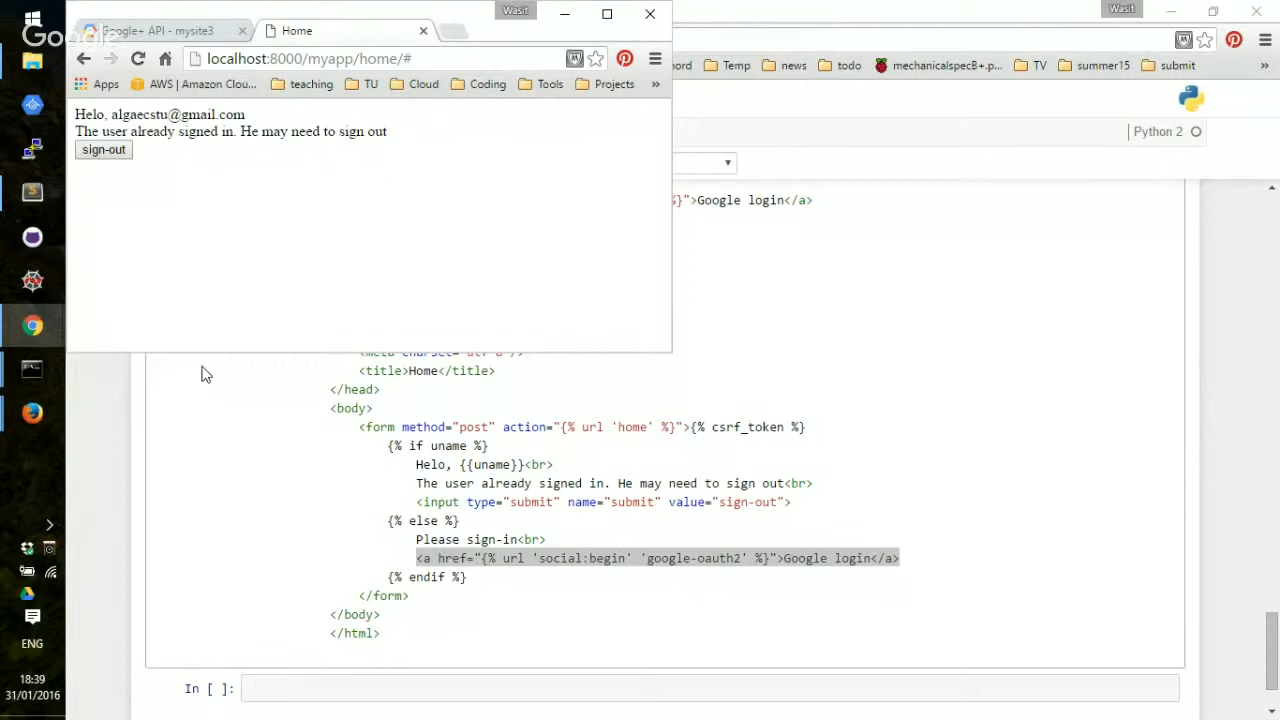 Google
Wasit
Wasit
Google+ API - mysite3
Home
localhost:8000/myapp/home/#
Apps
AWS | Amazon Clou...
teaching
TU
Cloud
Coding
Tools
Projects
»
ord
Temp
news
todo
mechanicalspecB+.p...
TV
summer15
submit
»
Helo, algaecstu@gmail.com
The user already signed in. He may need to sign out
sign-out
Python 2
%}">Google login</a>
<title>Home</title>
</head>
<body>
<form method="post" action="{% url 'home' %}">{% csrf_token %}
{% if uname %}
Helo, {{uname}}<br>
The user already signed in. He may need to sign out<br>
<input type="submit" name="submit" value="sign-out">
{% else %}
Please sign-in<br>
<a href="{% url 'social:begin' 'google-oauth2' %}">Google login</a>
{% endif %}
</form>
</body>
</html>
In [ ]:
ENG
18:39
31/01/2016